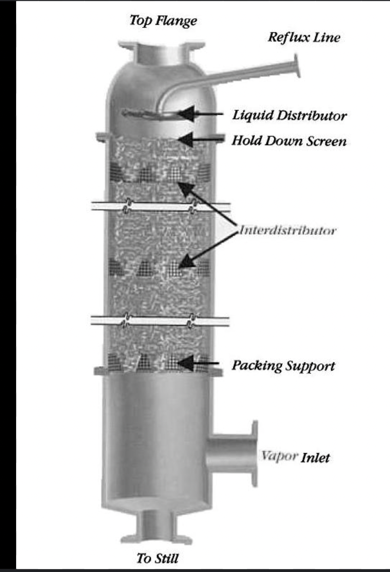 Top Flange
Reflux Line
Liquid Distributor
Hold Down Screen
Interdistributor
Packing Support
Vapor Inlet
To Still